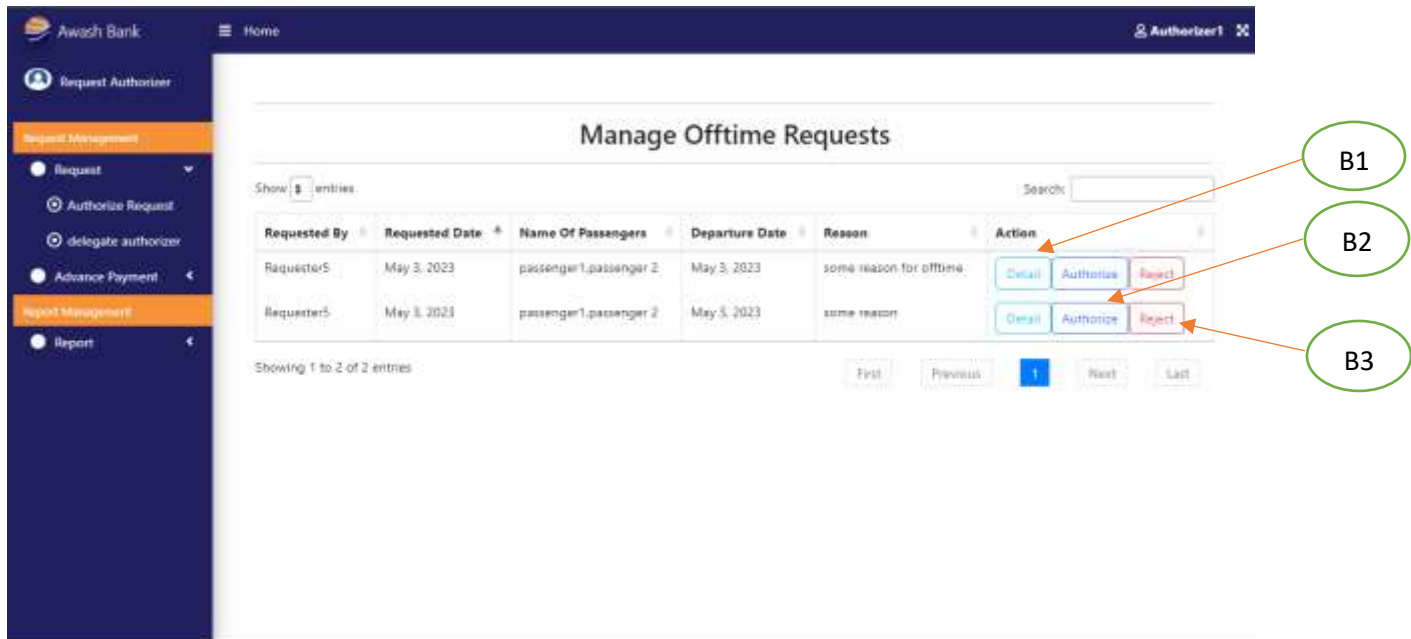 Awash Bank
Home
Authorizer1
Request Authorizer
Request Management
Request
Authorize Request
delegate authorizer
Advance Payment
Report Management
Report
Manage Offtime Requests
Show entries
Search:
Requested By Requested Date Name Of Passengers Departure Date Reason Action
Requester5 May 3, 2023 passenger1,passenger 2 May 3, 2023 some reason for offtime Detail Authorize Reject
Requester5 May 3, 2023 passenger1,passenger 2 May 3, 2023 some reason Detail Authorize Reject
Showing 1 to 2 of 2 entries
First Previous 1 Next Last
B1
B2
B3